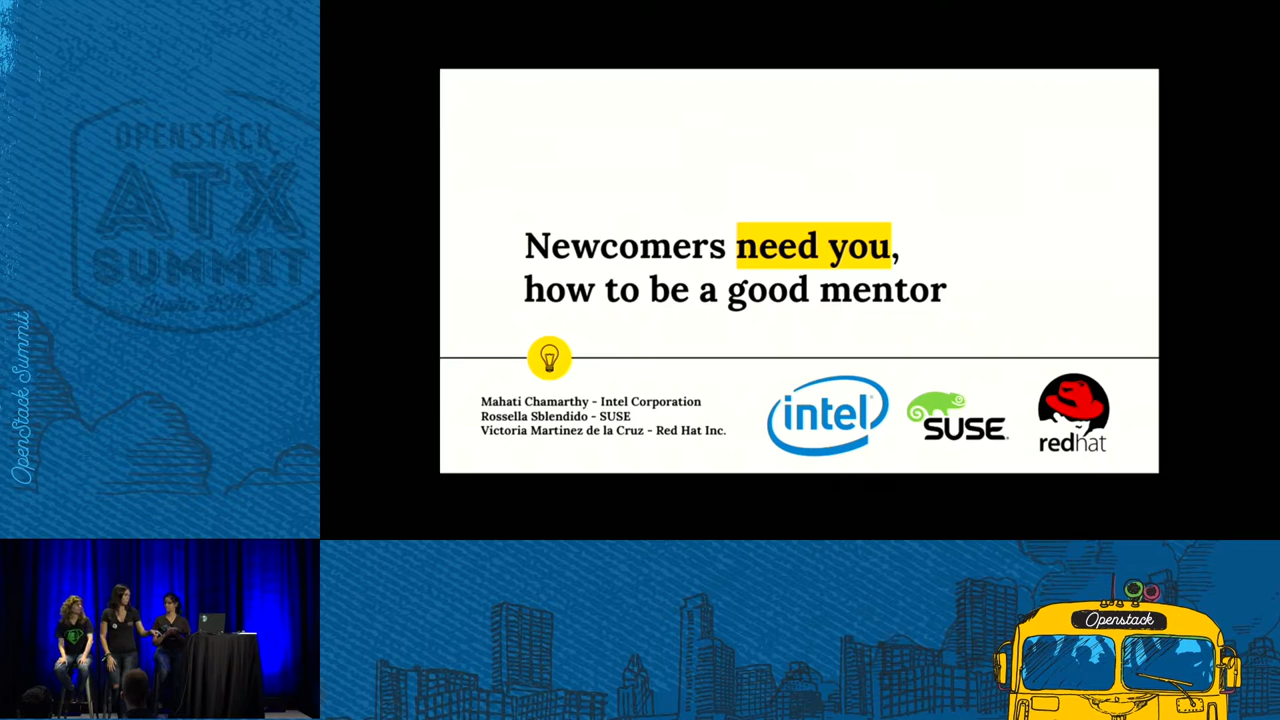 OPENSTACK
ATX
SUMMIT
OpenStack Summit
Newcomers need you,
how to be a good mentor
Mahati Chamarthy - Intel Corporation
Rossella Sblendido - SUSE
Victoria Martinez de la Cruz - Red Hat Inc.
intel
SUSE
redhat
Openstack